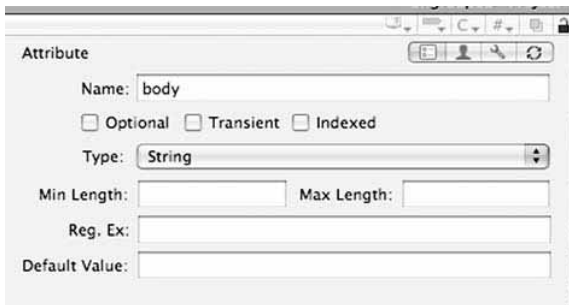 C #
Attribute
Name: body
Optional Transient Indexed
Type: String
Min Length: Max Length:
Reg. Ex:
Default Value: